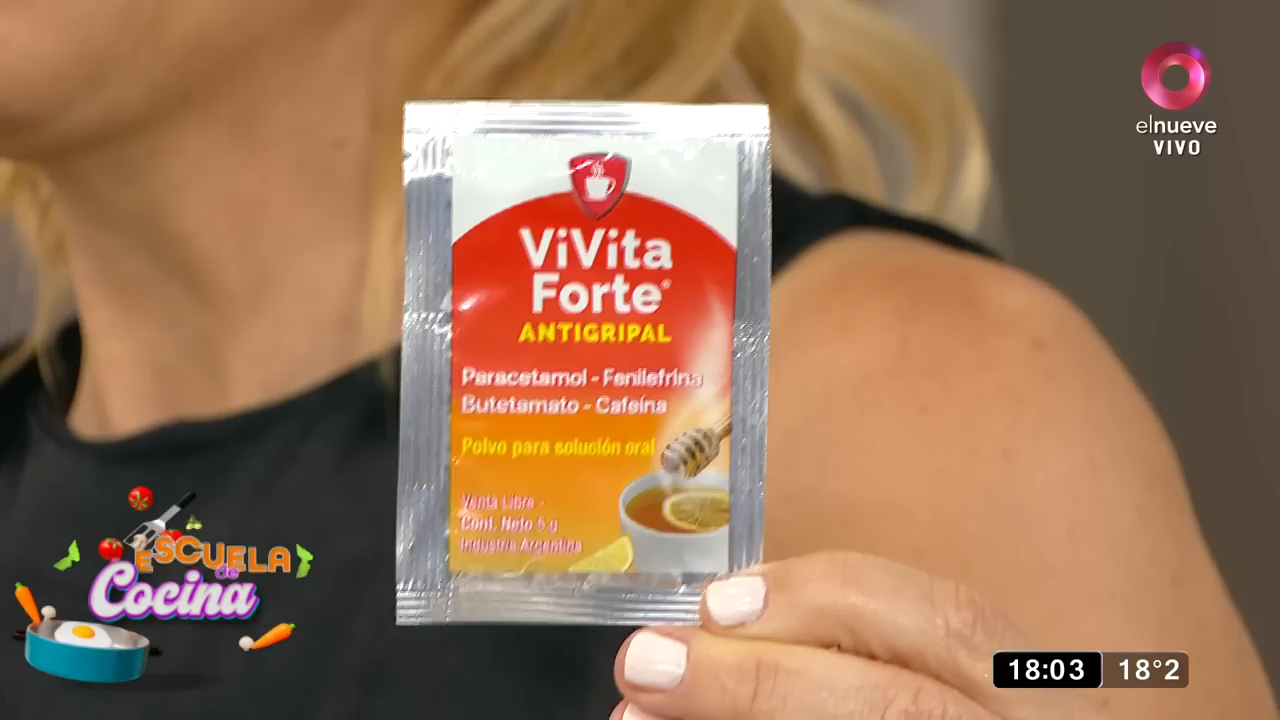 elnueve
VIVO
ViVita
Forte®
ANTIGRIPAL
Paracetamol - Fenilefrina
Butetamato - Cafeína
Polvo para solución oral
Venta Libre -
Cont. Neto 5 g
Industria Argentina
ESCUELA
de
Cocina
18:03 18°2